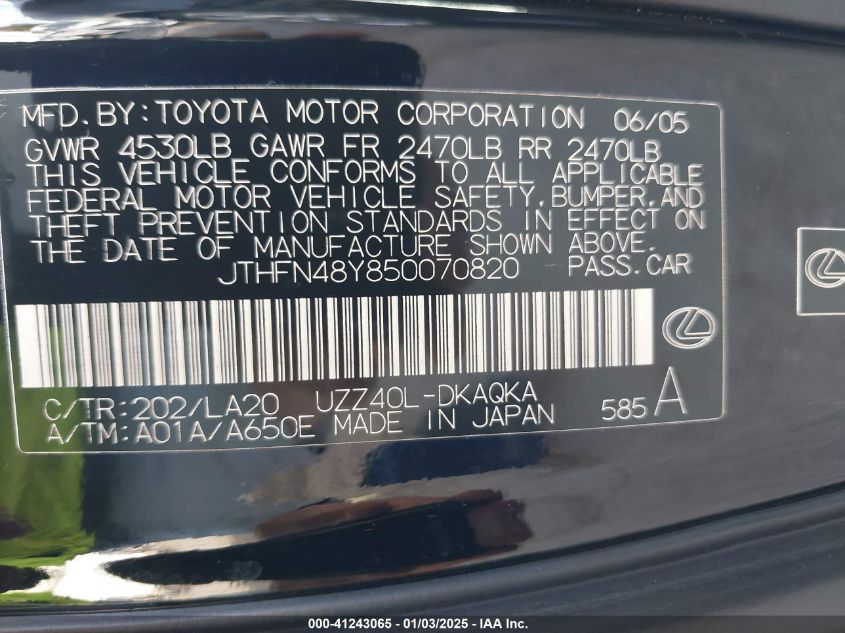 MFD.BY:TOYOTA MOTOR CORPORATION 06/05
GVWR 4530LB GAWR FR 2470LB RR 2470LB
THIS VEHICLE CONFORMS TO ALL APPLICABLE
FEDERAL MOTOR VEHICLE SAFETY,BUMPER,AND
THEFT PREVENTION STANDARDS IN EFFECT ON
THE DATE OF MANUFACTURE SHOWN ABOVE.
JTHFN48Y850070820 PASS.CAR
C/TR:202/LA20 UZZ40L-DKAQKA
A/TM:A01A/A650E MADE IN JAPAN 585 A
000-41243065 - 01/03/2025 - IAA Inc.